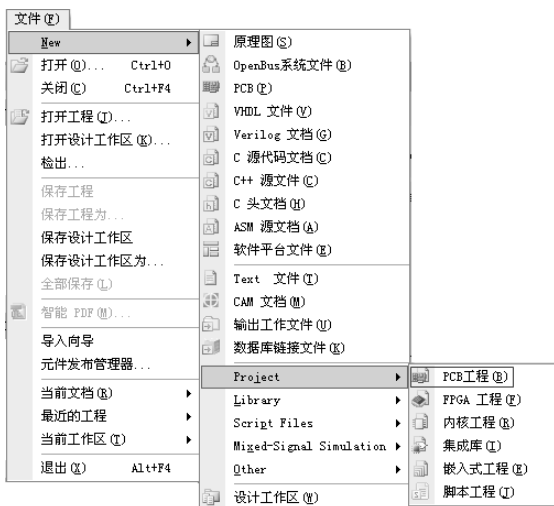 文件(F)
New
打开(O)... Ctrl+O
关闭(C) Ctrl+F4
打开工程(J)...
打开设计工作区(K)...
检出...
保存工程
保存工程为...
保存设计工作区
保存设计工作区为...
全部保存(L)
智能 PDF(M)...
导入向导
元件发布管理器...
当前文档(R)
最近的工程
当前工作区(T)
退出(X) Alt+F4
原理图(S)
OpenBus系统文件(B)
PCB(P)
VHDL 文件(V)
Verilog 文档(G)
C 源代码文档(C)
C++ 源文件(C)
C 头文档(H)
ASM 源文档(A)
软件平台文件(E)
Text 文件(T)
CAM 文档(M)
输出工作文件(U)
数据库链接文件(K)
Project
Library
Script Files
Mixed-Signal Simulation
Other
设计工作区(W)
PCB工程(B)
FPGA 工程(F)
内核工程(R)
集成库(I)
嵌入式工程(E)
脚本工程(T)